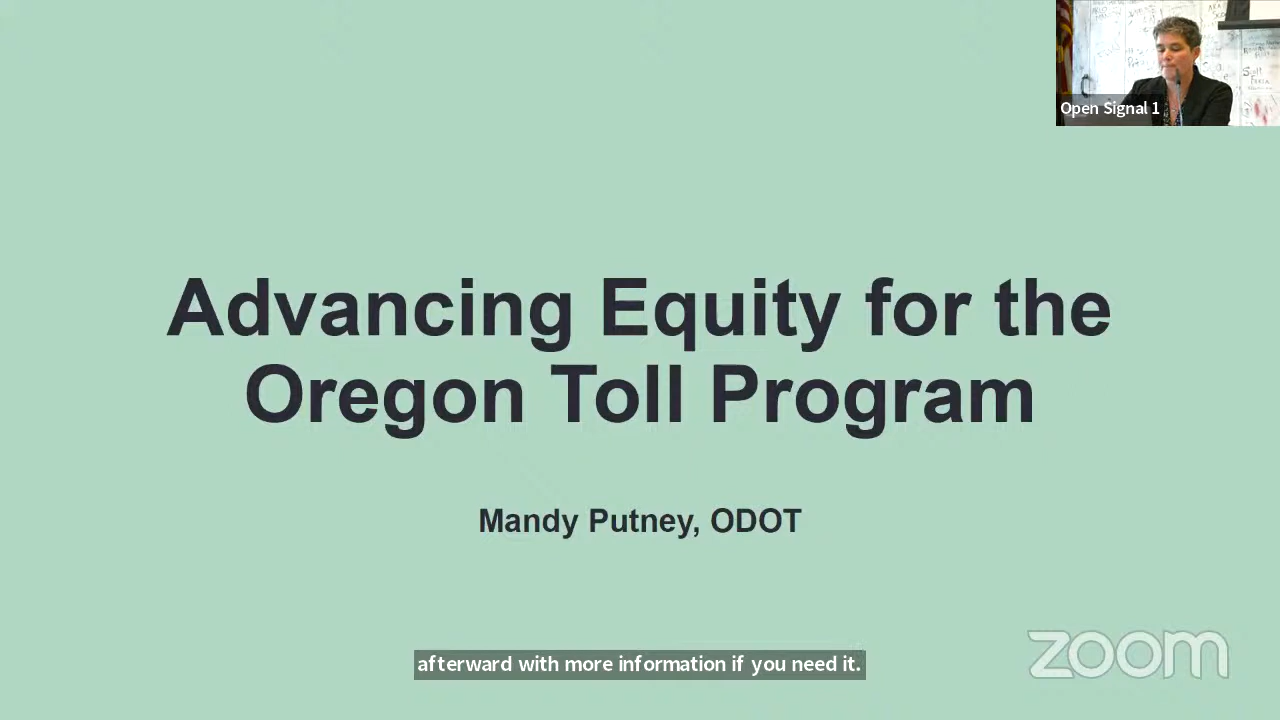 Open Signal 1
Advancing Equity for the
Oregon Toll Program
Mandy Putney, ODOT
afterward with more information if you need it.
zoom